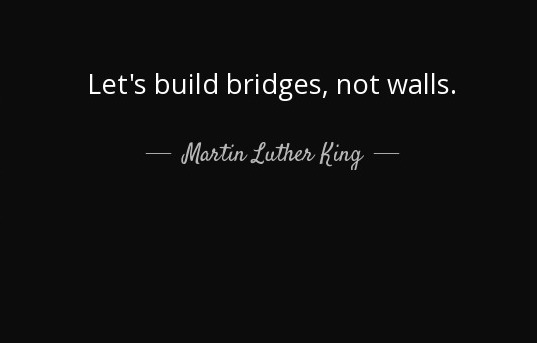 Let's build bridges, not walls.
— Martin Luther King —